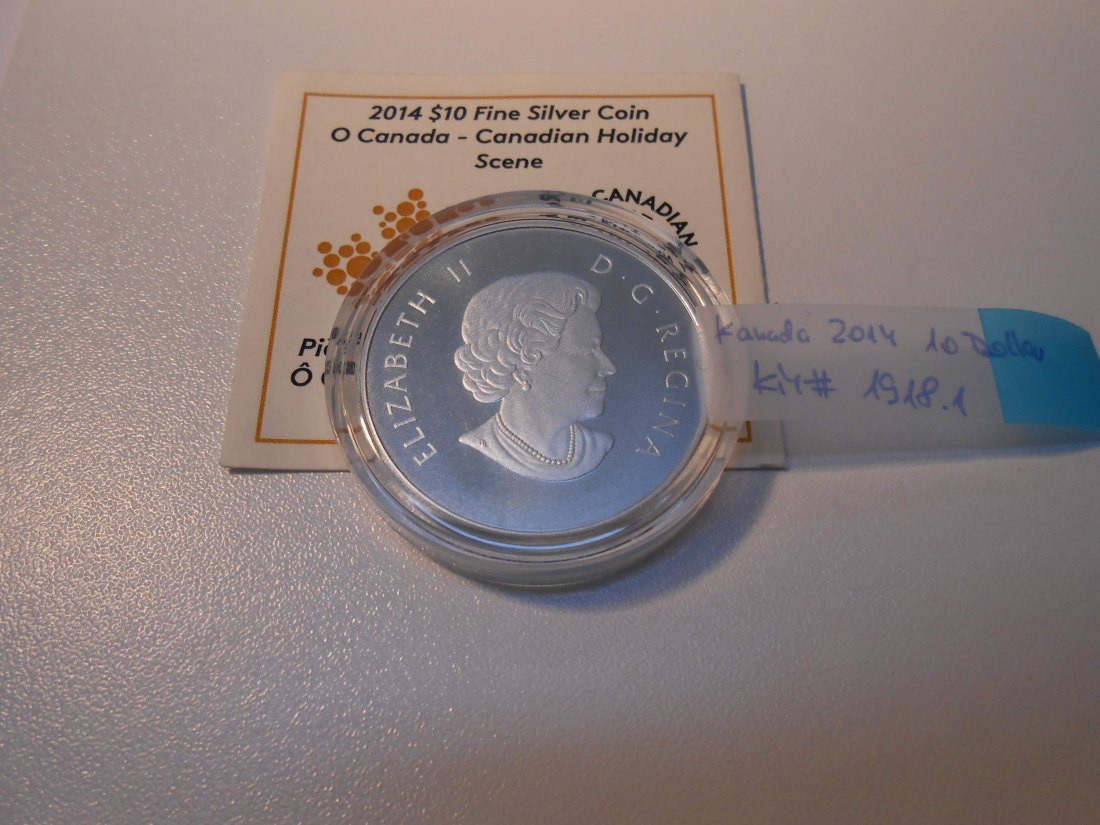 2014 $10 Fine Silver Coin
O Canada - Canadian Holiday
Scene
CANADIAN
ELIZABETH II D·G·REGINA
Kanada 2014 10 Dollar
KM# 1918.1